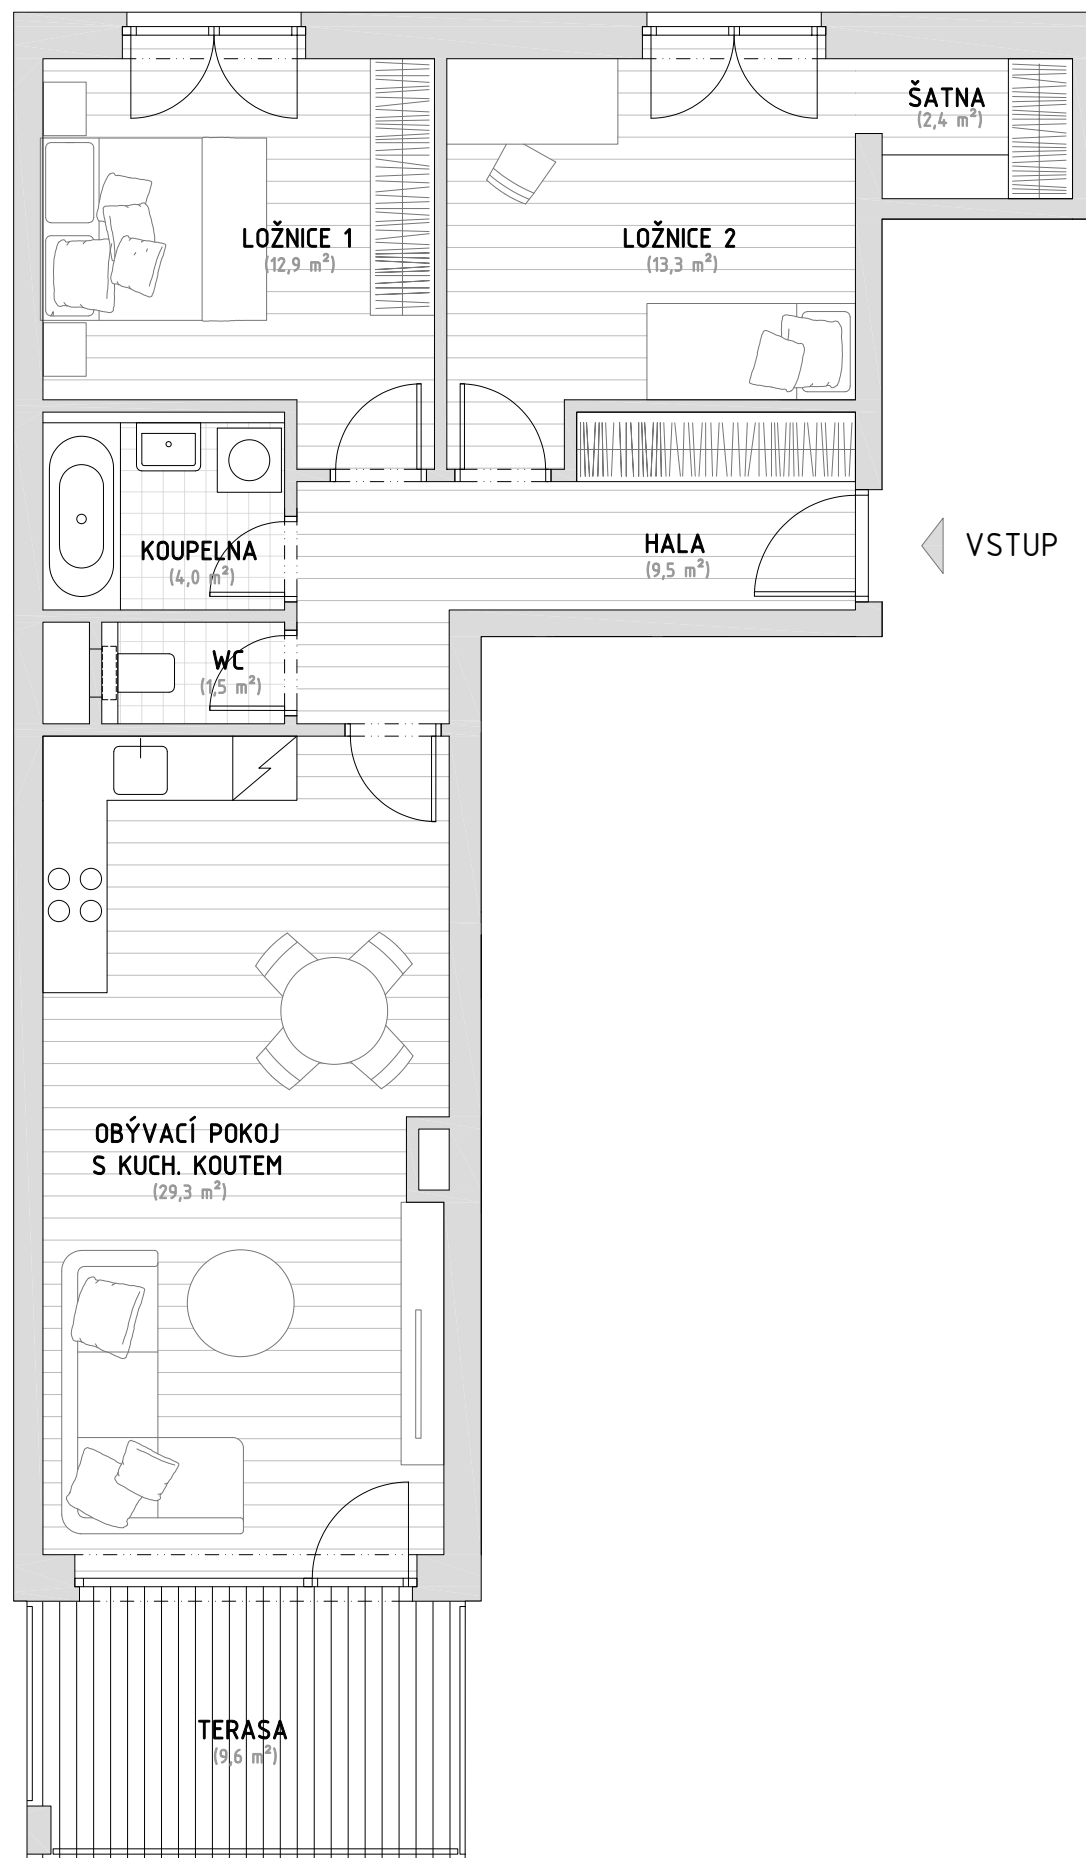 ŠATNA
(2,4 m²)
LOŽNICE 1
(12,9 m²)
LOŽNICE 2
(13,3 m²)
KOUPELNA
(4,0 m²)
HALA
(9,5 m²)
VSTUP
WC
(1,5 m²)
OBÝVACÍ POKOJ
S KUCH. KOUTEM
(29,3 m²)
TERASA
(9,6 m²)